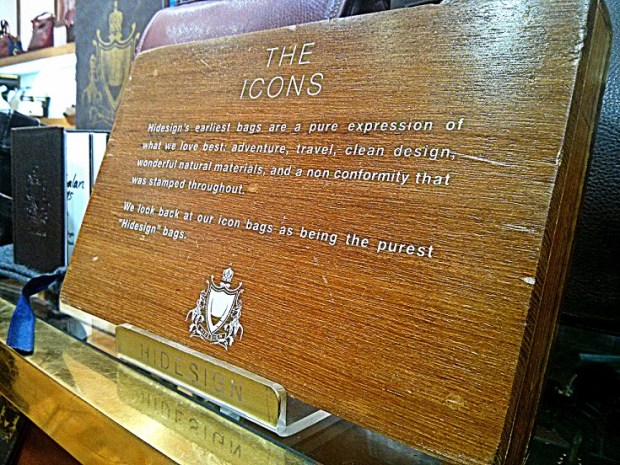 THE
ICONS
Hidesign's earliest bags are a pure expression of
what we love best: adventure, travel, clean design,
wonderful natural materials, and a non conformity that
was stamped throughout.
We look back at our icon bags as being the purest
"Hidesign" bags.
HIDESIGN